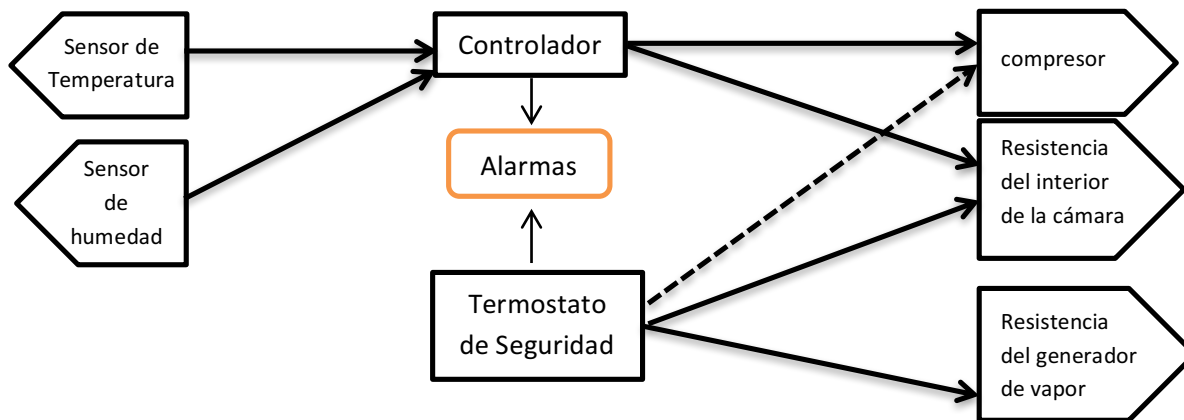 Sensor de
Temperatura
Controlador
compresor
Sensor
de
humedad
Alarmas
Resistencia
del interior
de la cámara
Termostato
de Seguridad
Resistencia
del generador
de vapor